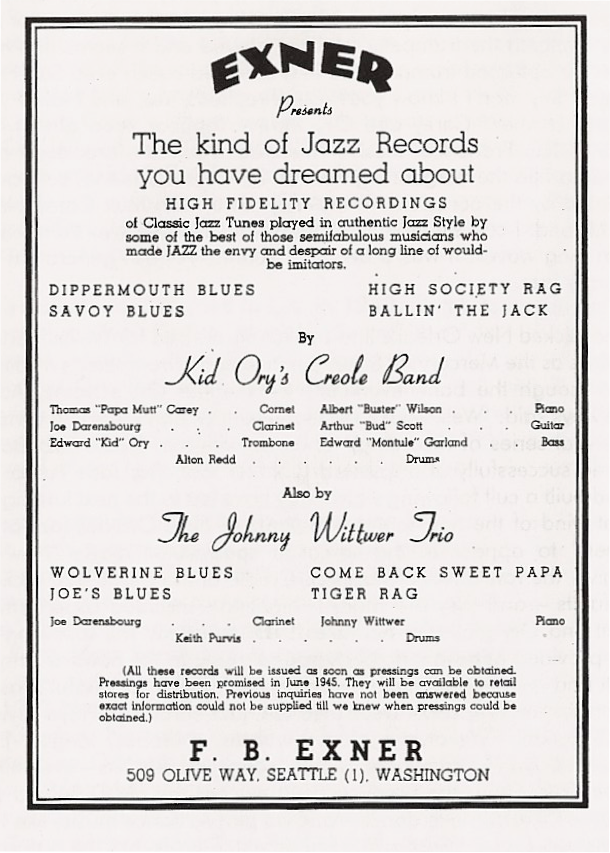 EXNER
Presents
The kind of Jazz Records
you have dreamed about
HIGH FIDELITY RECORDINGS
of Classic Jazz Tunes played in authentic Jazz Style by
some of the best of those semifabulous musicians who
made JAZZ the envy and despair of a long line of would-
be imitators.
DIPPERMOUTH BLUES HIGH SOCIETY RAG
SAVOY BLUES BALLIN' THE JACK
By
Kid Ory's Creole Band
Thomas "Papa Mutt" Carey . . Cornet Albert "Buster" Wilson . . Piano
Joe Darensbourg . . . Clarinet Arthur "Bud" Scott . . . Guitar
Edward "Kid" Ory . . . Trombone Edward "Montule" Garland . Bass
Alton Redd . . . . . . Drums
Also by
The Johnny Wittwer Trio
WOLVERINE BLUES COME BACK SWEET PAPA
JOE'S BLUES TIGER RAG
Joe Darensbourg . . . Clarinet Johnny Wittwer . . . Piano
Keith Purvis . . . . . . Drums
(All these records will be issued as soon as pressings can be obtained.
Pressings have been promised in June 1945. They will be available to retail
stores for distribution. Previous inquiries have not been answered because
exact information could not be supplied till we knew when pressings could be
obtained.)
F. B. EXNER
509 OLIVE WAY, SEATTLE (1), WASHINGTON